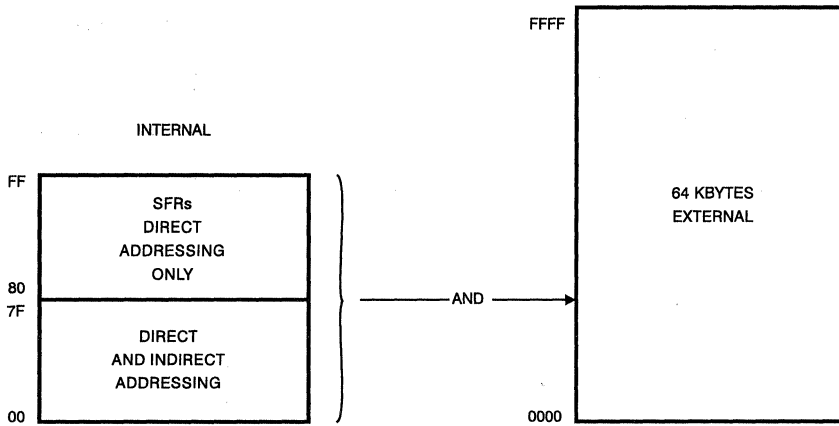 INTERNAL
FF
SFRs
DIRECT
ADDRESSING
ONLY
80
7F
DIRECT
AND INDIRECT
ADDRESSING
00
AND
FFFF
64 KBYTES
EXTERNAL
0000